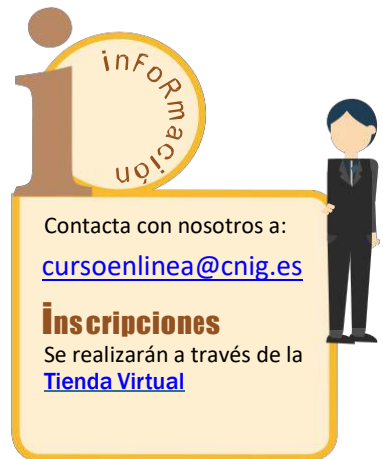 i
inFoRmación
Contacta con nosotros a:
cursoenlinea@cnig.es
inscripciones
Se realizarán a través de la
Tienda Virtual